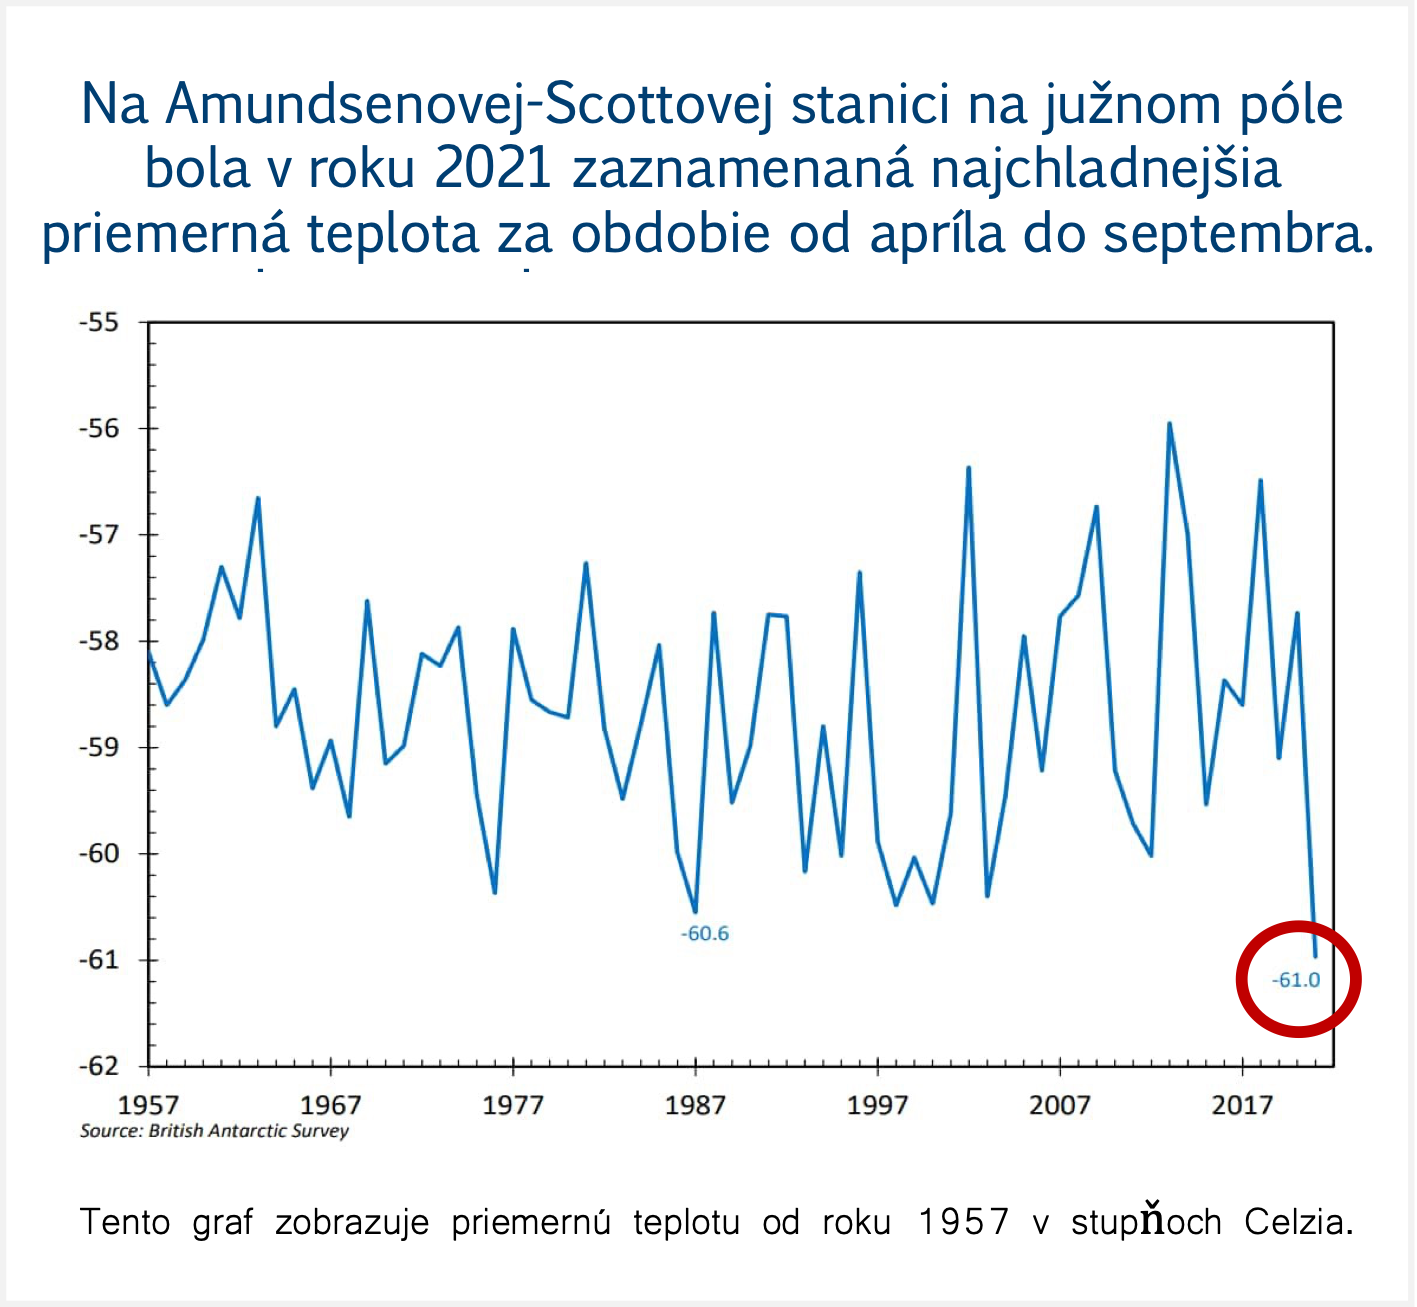 Na Amundsenovej-Scottovej stanici na južnom póle
bola v roku 2021 zaznamenaná najchladnejšia
priemerná teplota za obdobie od apríla do septembra.
-55
-56
-57
-58
-59
-60
-61
-62
-60.6
-61.0
1957 1967 1977 1987 1997 2007 2017
Source: British Antarctic Survey
Tento graf zobrazuje priemernú teplotu od roku 1957 v stupňoch Celzia.